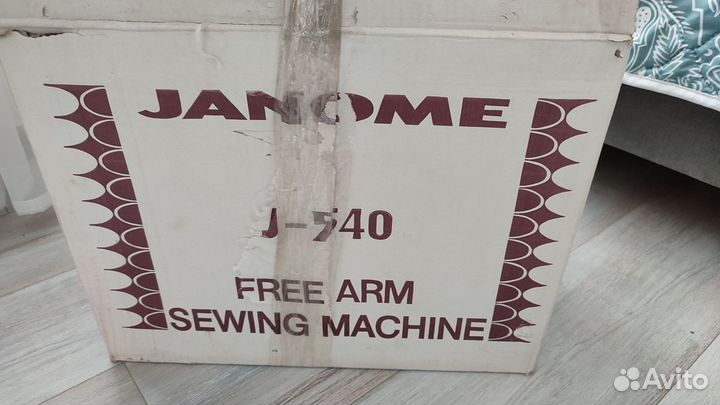 JANOME
J-540
FREE ARM
SEWING MACHINE
Avito